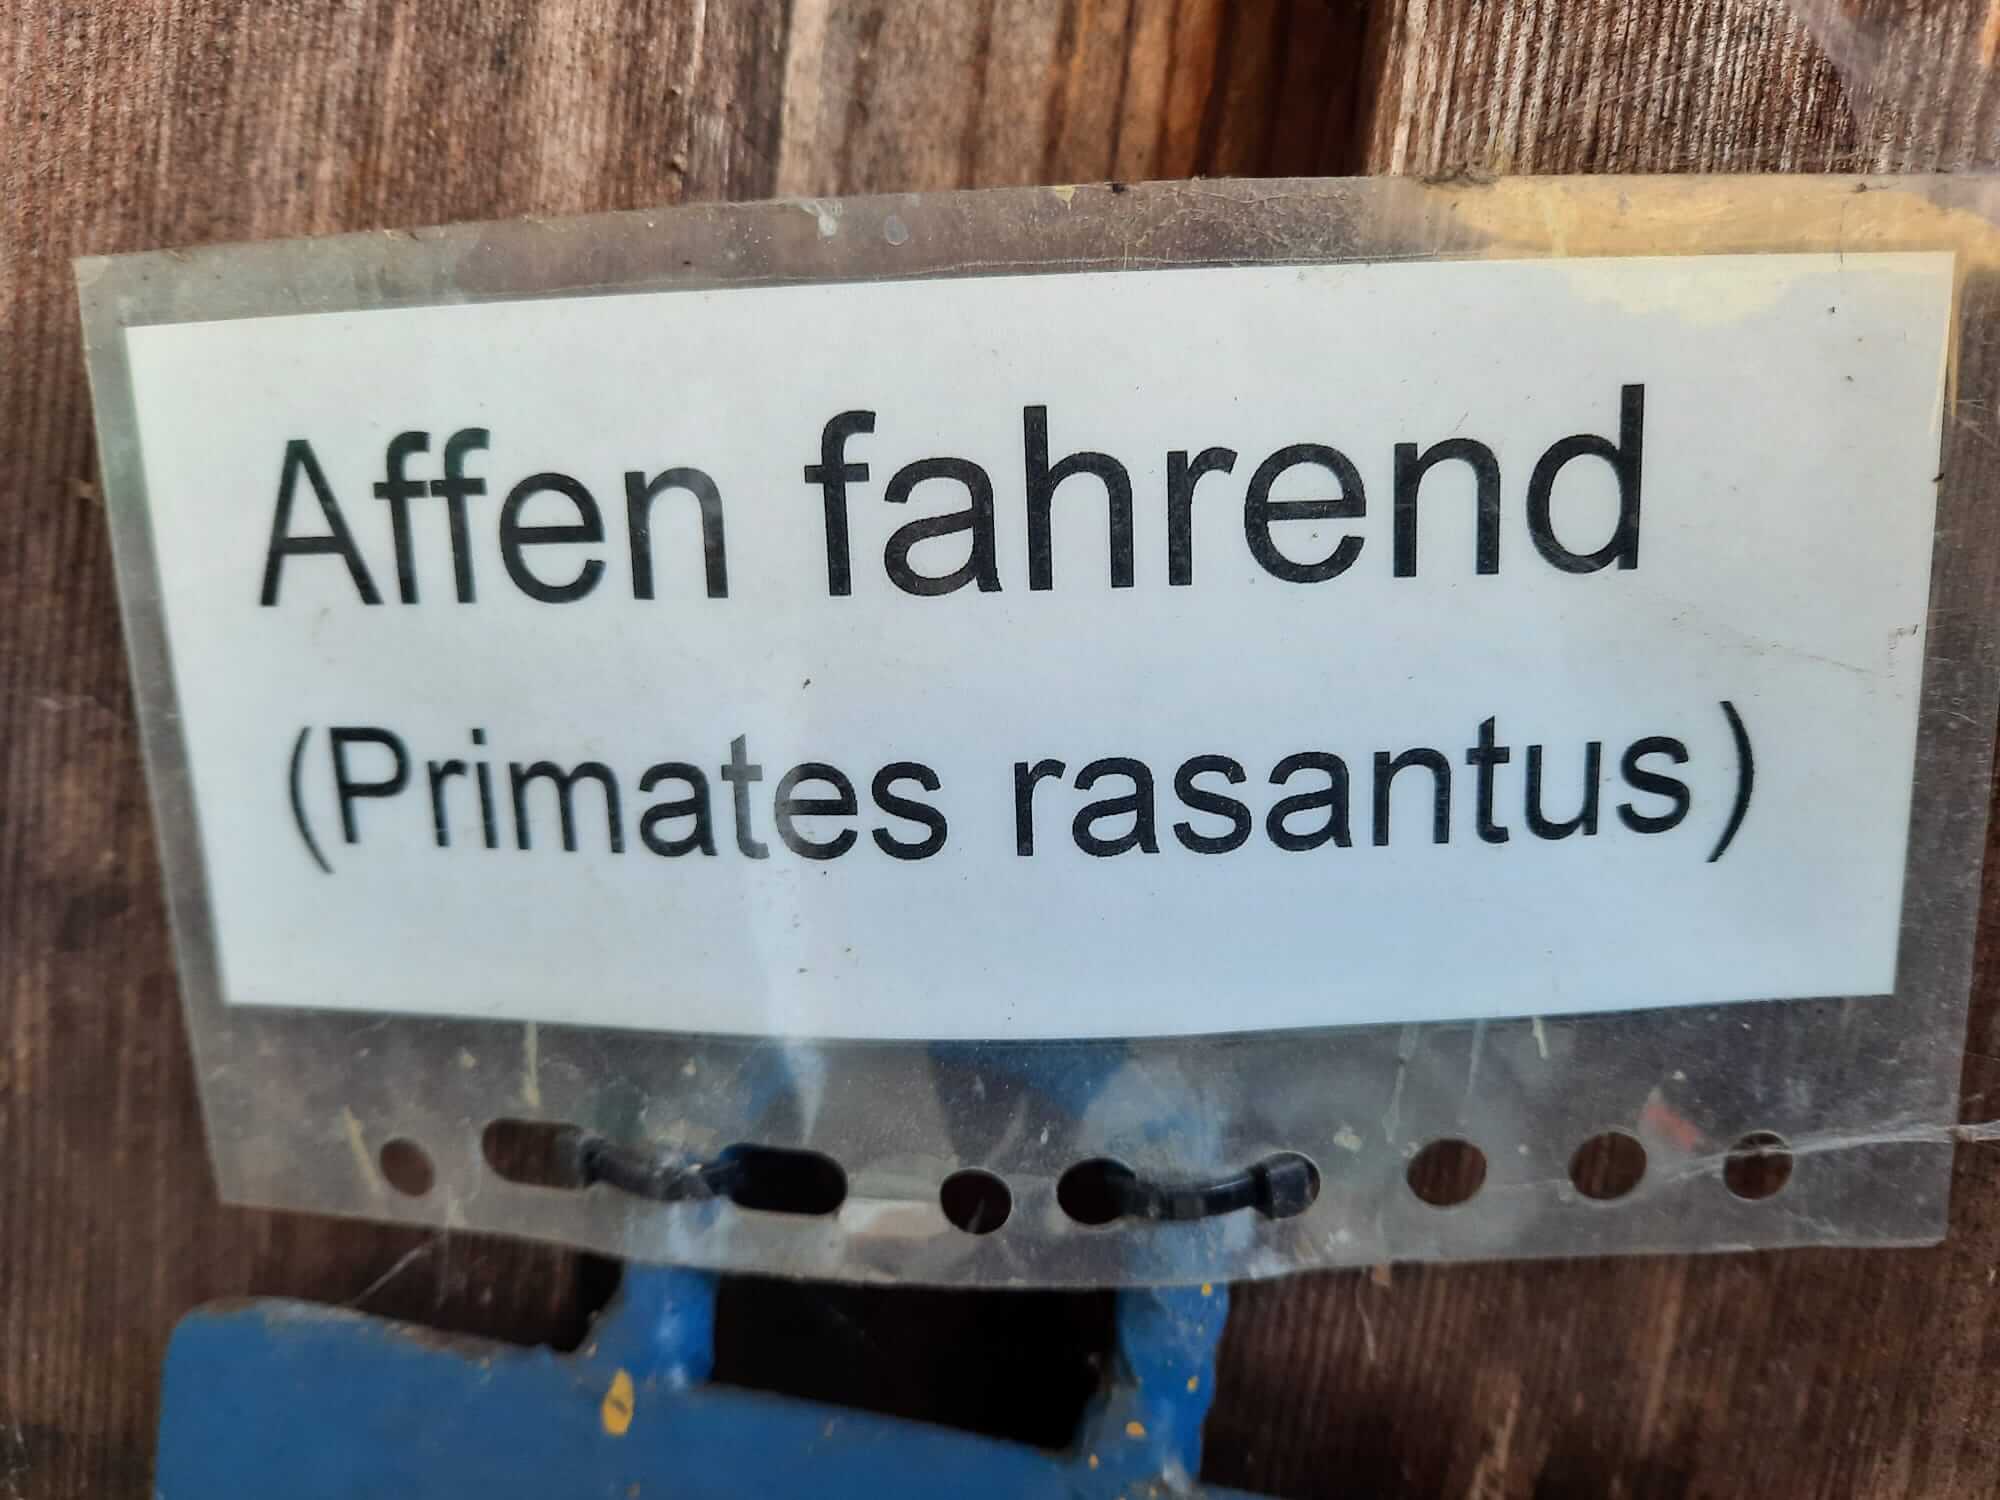 Affen fahrend
(Primates rasantus)